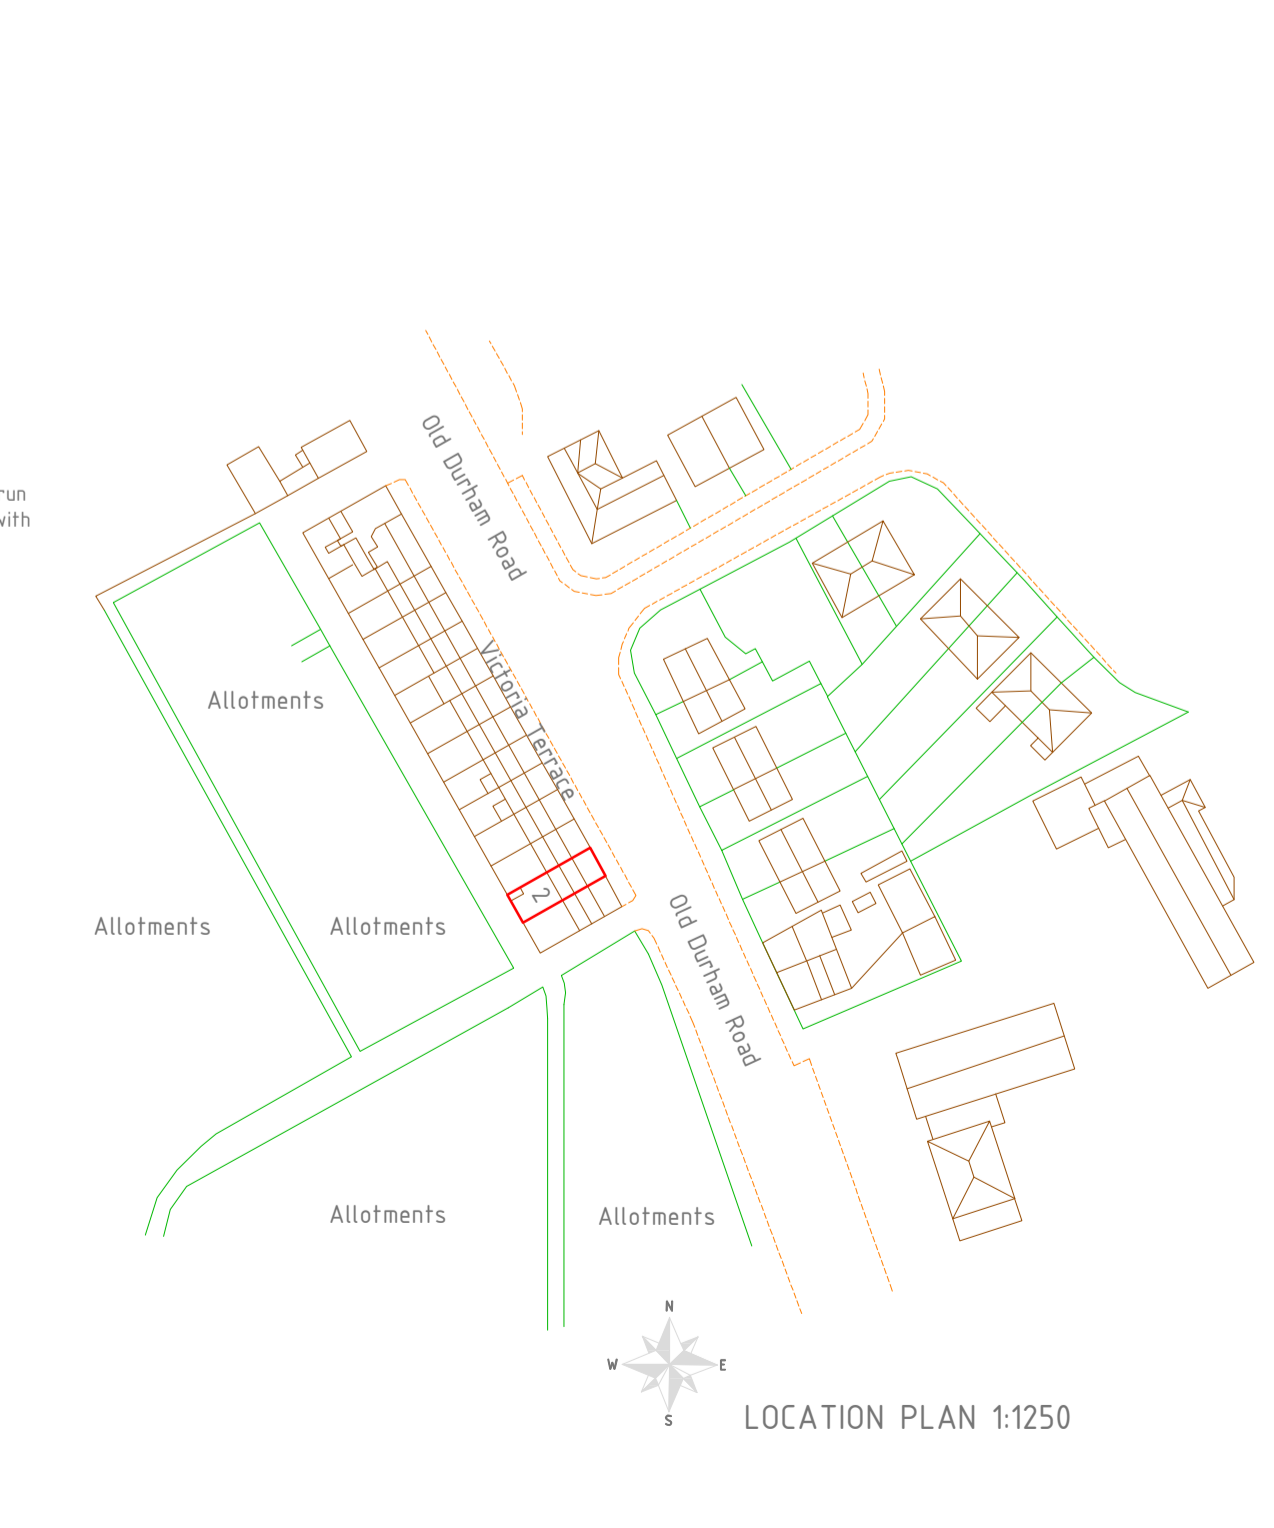 Old Durham Road
run
with
Victoria Terrace
Allotments
2
Allotments
Allotments
Old Durham Road
Allotments
Allotments
N
W
E
S
LOCATION PLAN 1:1250